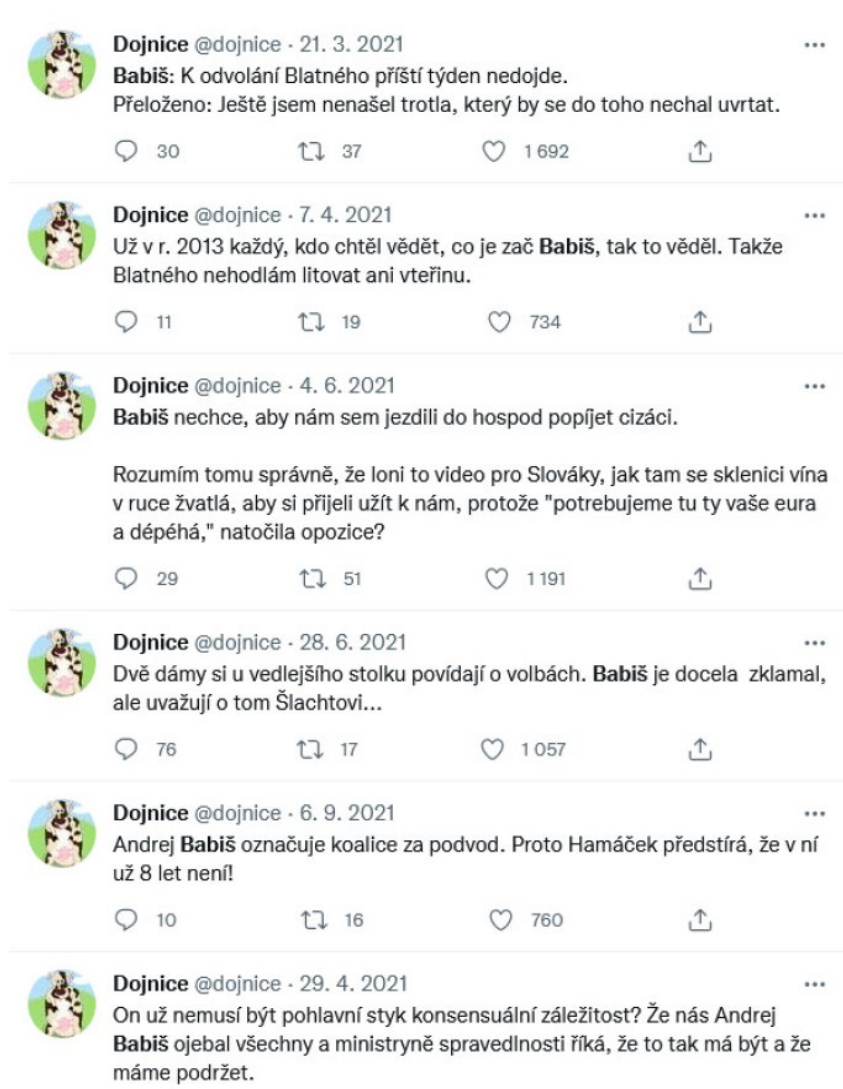 Dojnice @dojnice · 21. 3. 2021
Babiš: K odvolání Blatného příští týden nedojde.
Přeloženo: Ještě jsem nenašel trotla, který by se do toho nechal uvrtat.
30 37 1 692
Dojnice @dojnice · 7. 4. 2021
Už v r. 2013 každý, kdo chtěl vědět, co je zač Babiš, tak to věděl. Takže
Blatného nehodlám litovat ani vteřinu.
11 19 734
Dojnice @dojnice · 4. 6. 2021
Babiš nechce, aby nám sem jezdili do hospod popíjet cizáci.
Rozumím tomu správně, že loni to video pro Slováky, jak tam se sklenici vína
v ruce žvatlá, aby si přijeli užít k nám, protože "potrebujeme tu ty vaše eura
a dépéhá," natočila opozice?
29 51 1 191
Dojnice @dojnice · 28. 6. 2021
Dvě dámy si u vedlejšího stolku povídají o volbách. Babiš je docela zklamal,
ale uvažují o tom Šlachtovi...
76 17 1 057
Dojnice @dojnice · 6. 9. 2021
Andrej Babiš označuje koalice za podvod. Proto Hamáček předstírá, že v ní
už 8 let není!
10 16 760
Dojnice @dojnice · 29. 4. 2021
On už nemusí být pohlavní styk konsensuální záležitost? Že nás Andrej
Babiš ojebal všechny a ministryně spravedlnosti říká, že to tak má být a že
máme podržet.